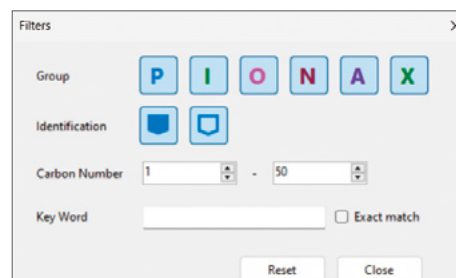 Filters
Group P I O N A X
Identification
Carbon Number 1 - 50
Key Word Exact match
Reset Close